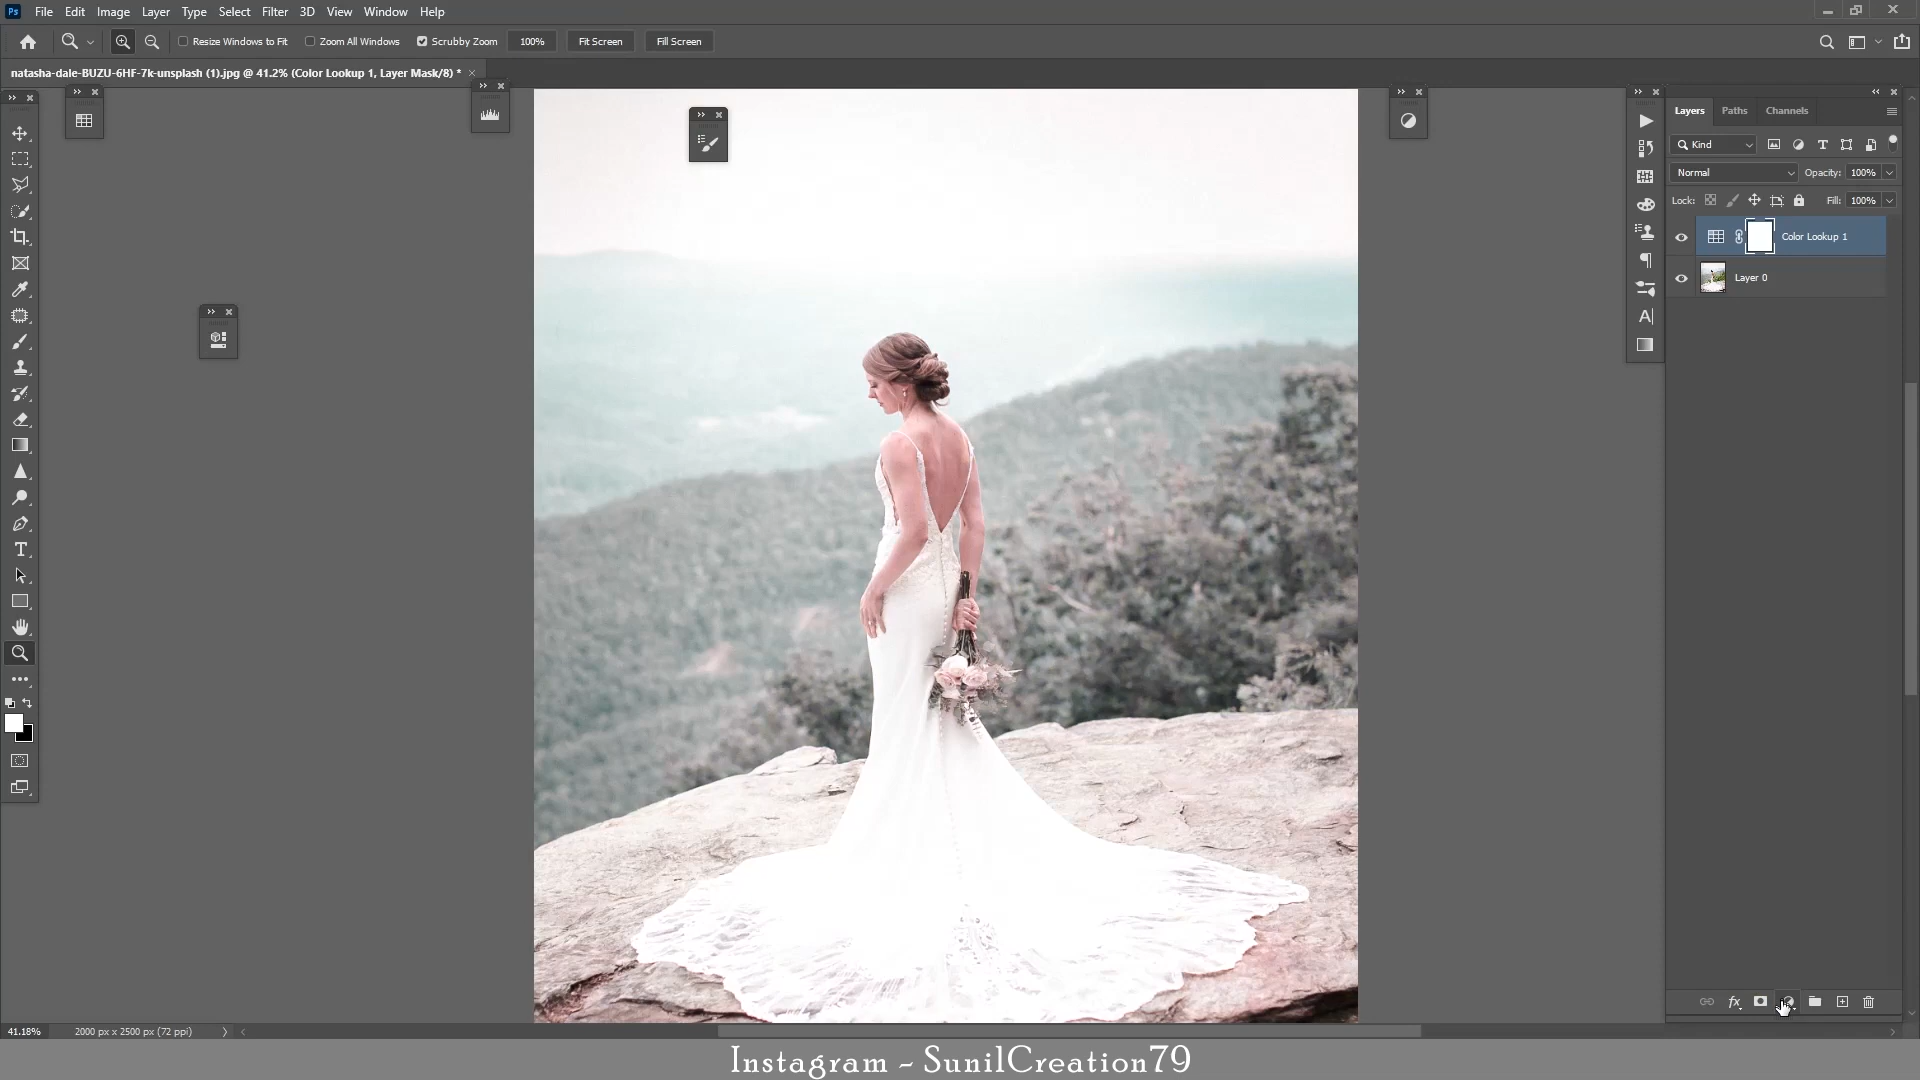 Ps File Edit Image Layer Type Select Filter 3D View Window Help
Resize Windows to Fit Zoom All Windows Scrubby Zoom 100% Fit Screen Fill Screen
natasha-dale-BUZU-6HF-7k-unsplash (1).jpg @ 41.2% (Color Lookup 1, Layer Mask/8) *
Layers Paths Channels
Kind
Normal Opacity: 100%
Lock: Fill: 100%
Color Lookup 1
Layer 0
fx
41.18% 2000 px x 2500 px (72 ppi)
Instagram - SunilCreation79